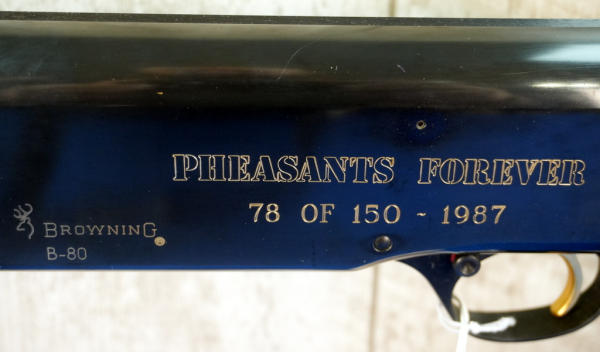 PHEASANTS FOREVER
78 OF 150 - 1987
BROWNING
B-80